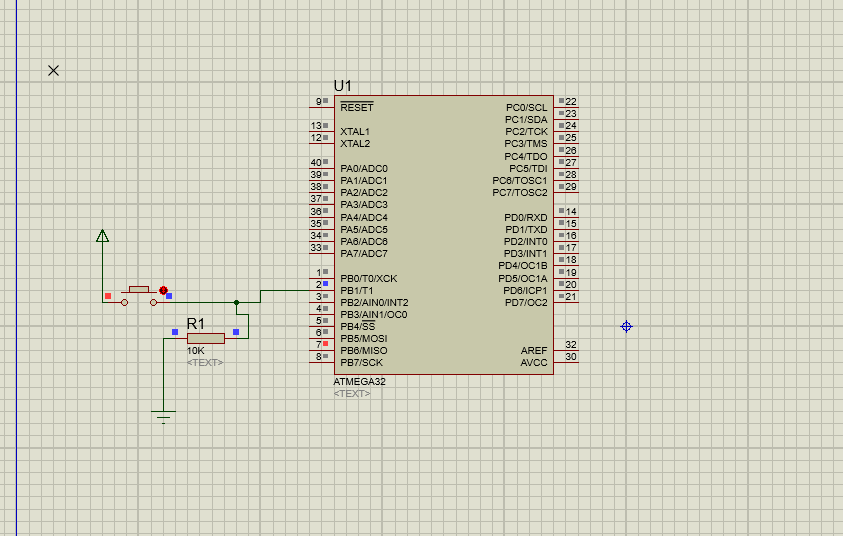 U1
9 RESET
13 XTAL1
12 XTAL2
40 PA0/ADC0
39 PA1/ADC1
38 PA2/ADC2
37 PA3/ADC3
36 PA4/ADC4
35 PA5/ADC5
34 PA6/ADC6
33 PA7/ADC7
1 PB0/T0/XCK
2 PB1/T1
3 PB2/AIN0/INT2
4 PB3/AIN1/OC0
5 PB4/SS
6 PB5/MOSI
7 PB6/MISO
8 PB7/SCK
PC0/SCL 22
PC1/SDA 23
PC2/TCK 24
PC3/TMS 25
PC4/TDO 26
PC5/TDI 27
PC6/TOSC1 28
PC7/TOSC2 29
PD0/RXD 14
PD1/TXD 15
PD2/INT0 16
PD3/INT1 17
PD4/OC1B 18
PD5/OC1A 19
PD6/ICP1 20
PD7/OC2 21
AREF 32
AVCC 30
ATMEGA32
<TEXT>
R1
10K
<TEXT>